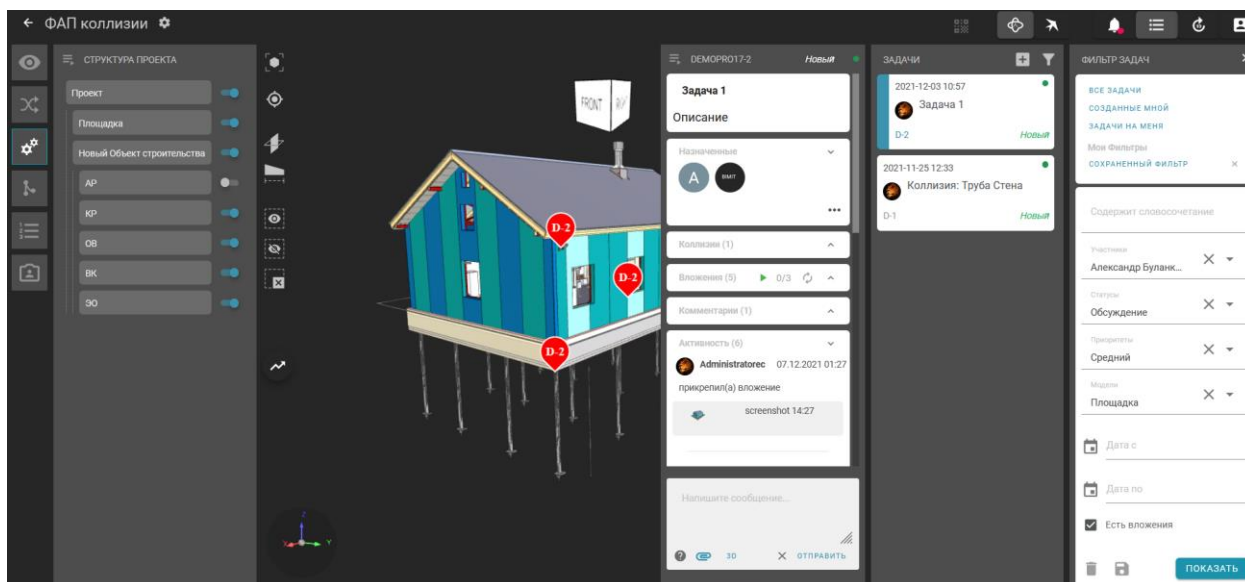 ФАП коллизии
СТРУКТУРА ПРОЕКТА
Проект
Площадка
Новый Объект строительства
АР
КР
ОВ
ВК
ЭО
FRONT
D-2
D-2
D-2
Z
X
Y
DEMOPRO17-2 Новый
Задача 1
Описание
Назначенные
A
Коллизии (1)
Вложения (5) 0/3
Комментарии (1)
Активность (6)
Administratorec 07.12.2021 01:27
прикрепил(а) вложение
screenshot 14:27
Напишите сообщение...
3D ОТПРАВИТЬ
ЗАДАЧИ
2021-12-03 10:57
Задача 1
D-2 Новый
2021-11-25 12:33
Коллизия: Труба Стена
D-1 Новый
ФИЛЬТР ЗАДАЧ
ВСЕ ЗАДАЧИ
СОЗДАННЫЕ МНОЙ
ЗАДАЧИ НА МЕНЯ
Мои Фильтры
СОХРАНЕННЫЙ ФИЛЬТР
Содержит словосочетание
Участники
Александр Буланк...
Статусы
Обсуждение
Приоритеты
Средний
Модели
Площадка
Дата с
Дата по
Есть вложения
ПОКАЗАТЬ